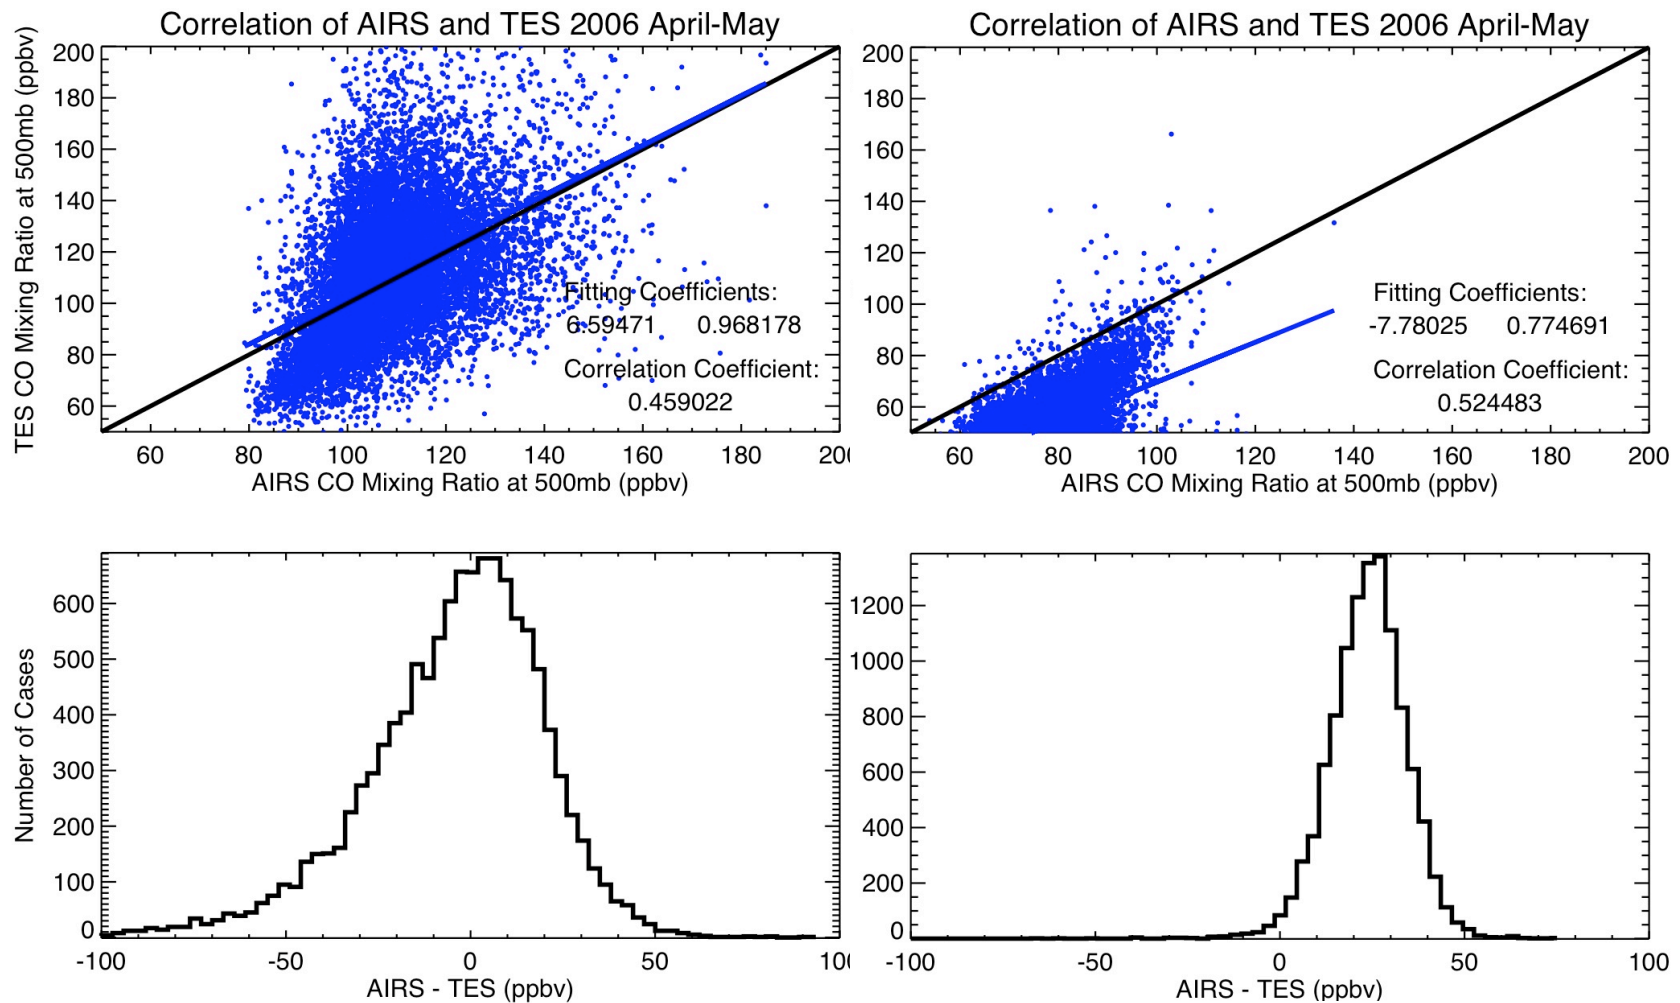 Correlation of AIRS and TES 2006 April-May
TES CO Mixing Ratio at 500mb (ppbv)
200
180
160
140
120
100
80
60
Fitting Coefficients:
6.59471 0.968178
Correlation Coefficient:
0.459022
60 80 100 120 140 160 180 200
AIRS CO Mixing Ratio at 500mb (ppbv)
Correlation of AIRS and TES 2006 April-May
200
180
160
140
120
100
80
60
Fitting Coefficients:
-7.78025 0.774691
Correlation Coefficient:
0.524483
60 80 100 120 140 160 180 200
AIRS CO Mixing Ratio at 500mb (ppbv)
Number of Cases
600
500
400
300
200
100
0
-100 -50 0 50 10
AIRS - TES (ppbv)
1200
1000
800
600
400
200
0
-100 -50 0 50 100
AIRS - TES (ppbv)